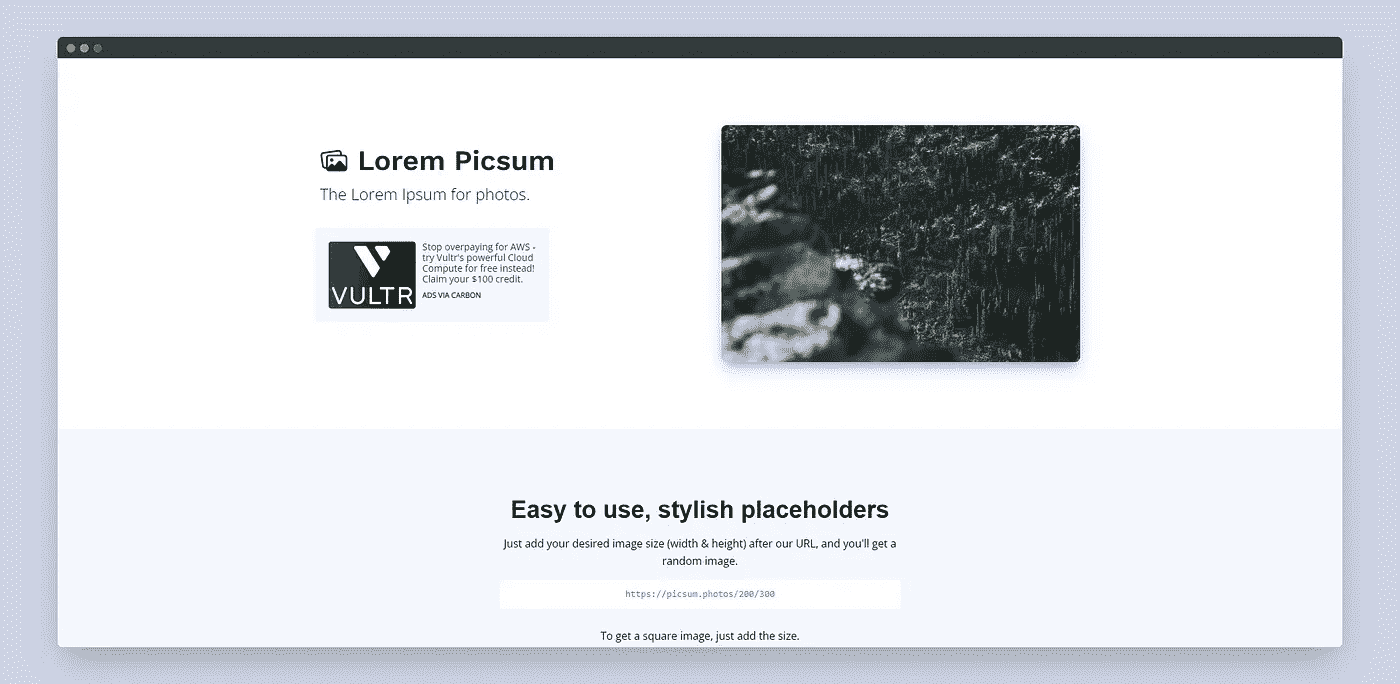 Lorem Picsum
The Lorem Ipsum for photos.
VULTR
Stop overpaying for AWS -
try Vultr's powerful Cloud
Compute for free instead!
Claim your $100 credit.
ADS VIA CARBON
Easy to use, stylish placeholders
Just add your desired image size (width & height) after our URL, and you'll get a
random image.
https://picsum.photos/200/300
To get a square image, just add the size.